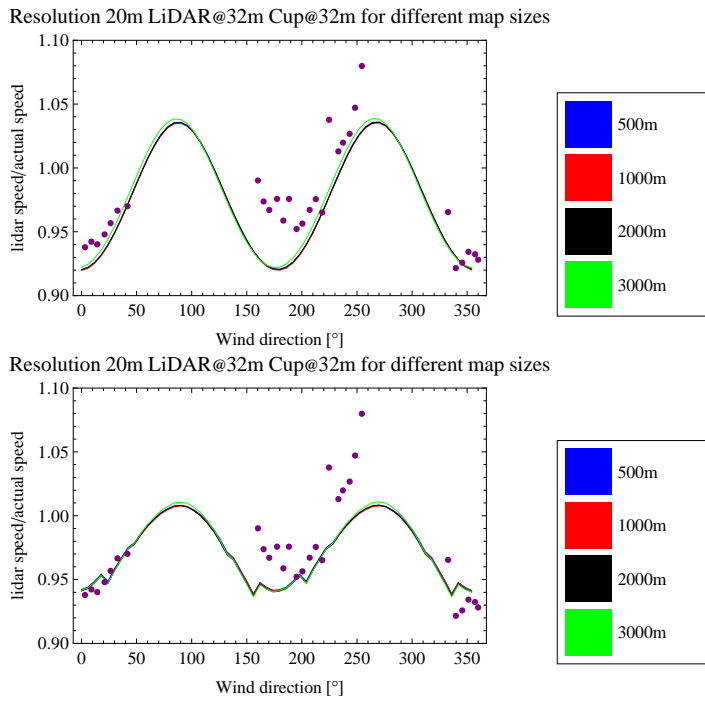 Resolution 20m LiDAR@32m Cup@32m for different map sizes
1.10
1.05
1.00
0.95
0.90
lidar speed/actual speed
0 50 100 150 200 250 300 350
Wind direction [°]
500m
1000m
2000m
3000m
Resolution 20m LiDAR@32m Cup@32m for different map sizes
1.10
1.05
1.00
0.95
0.90
lidar speed/actual speed
0 50 100 150 200 250 300 350
Wind direction [°]
500m
1000m
2000m
3000m